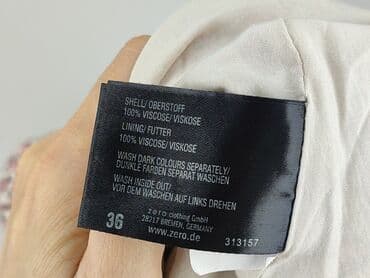 SHELL/ OBERSTOFF
100% VISCOSE/ VISKOSE
LINING/ FUTTER
100% VISCOSE/ VISKOSE
WASH DARK COLOURS SEPARATELY/
DUNKLE FARBEN SEPARAT WASCHEN
WASH INSIDE OUT/
VOR DEM WASCHEN AUF LINKS DREHEN
36
zero clothing GmbH
28217 BREMEN, GERMANY
www.zero.de
313157